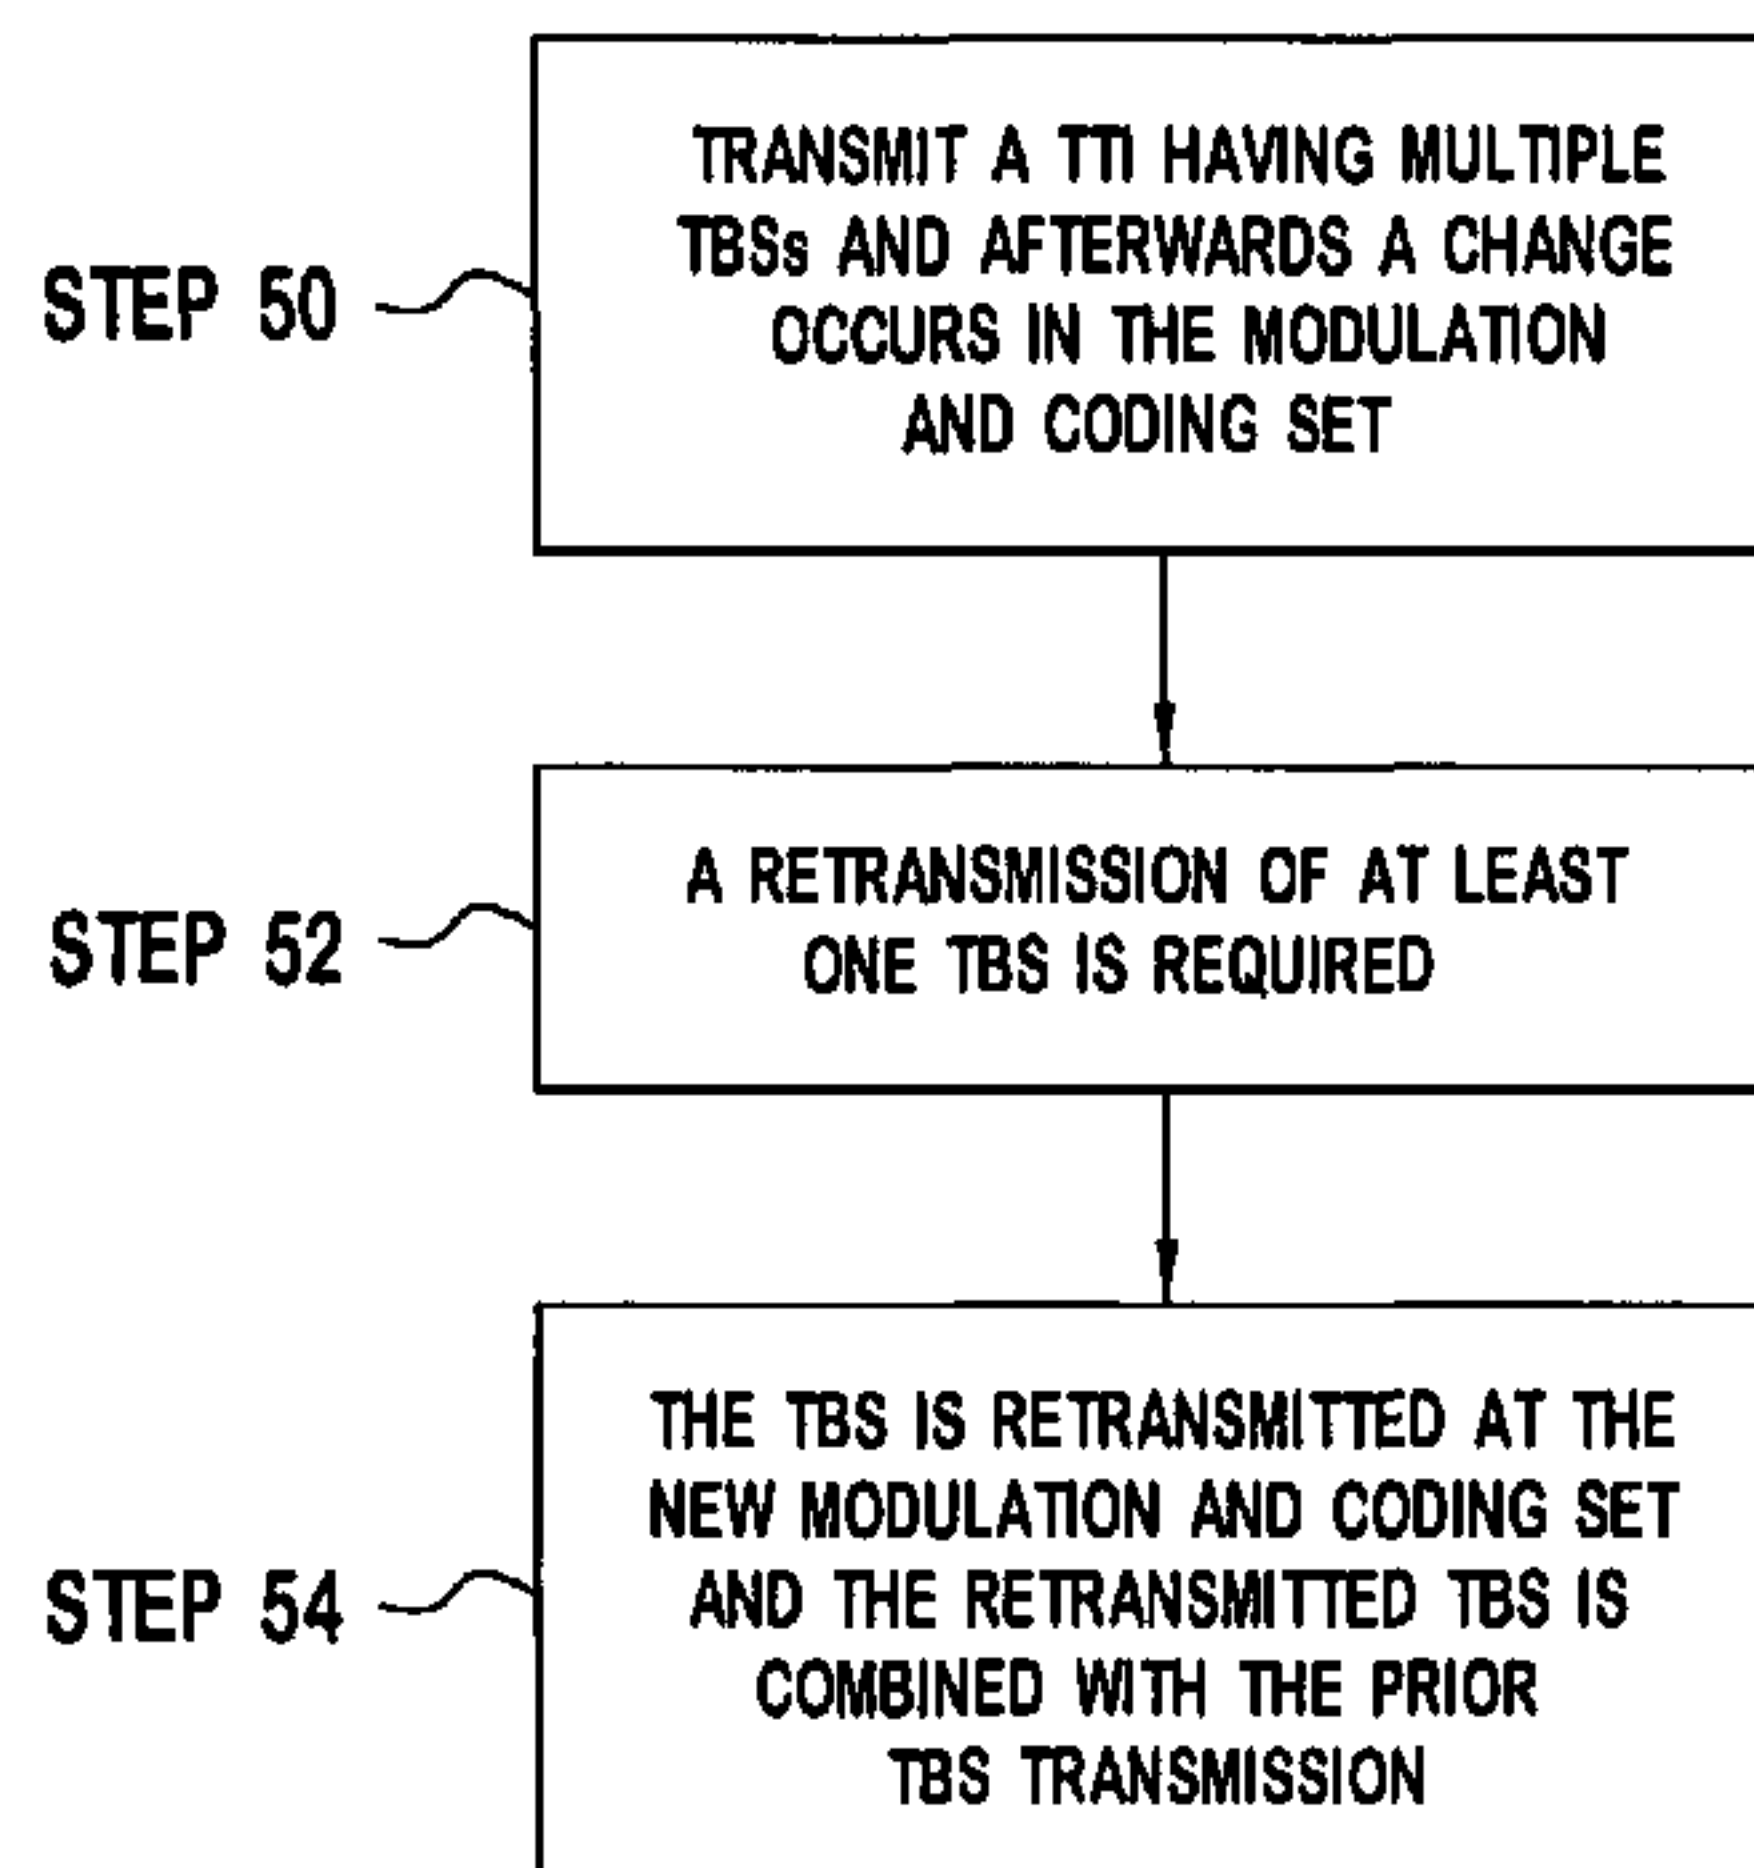 TRANSMIT A TTI HAVING MULTIPLE
TBSs AND AFTERWARDS A CHANGE
OCCURS IN THE MODULATION
AND CODING SET
STEP 50
A RETRANSMISSION OF AT LEAST
ONE TBS IS REQUIRED
STEP 52
THE TBS IS RETRANSMITTED AT THE
NEW MODULATION AND CODING SET
AND THE RETRANSMITTED TBS IS
COMBINED WITH THE PRIOR
TBS TRANSMISSION
STEP 54